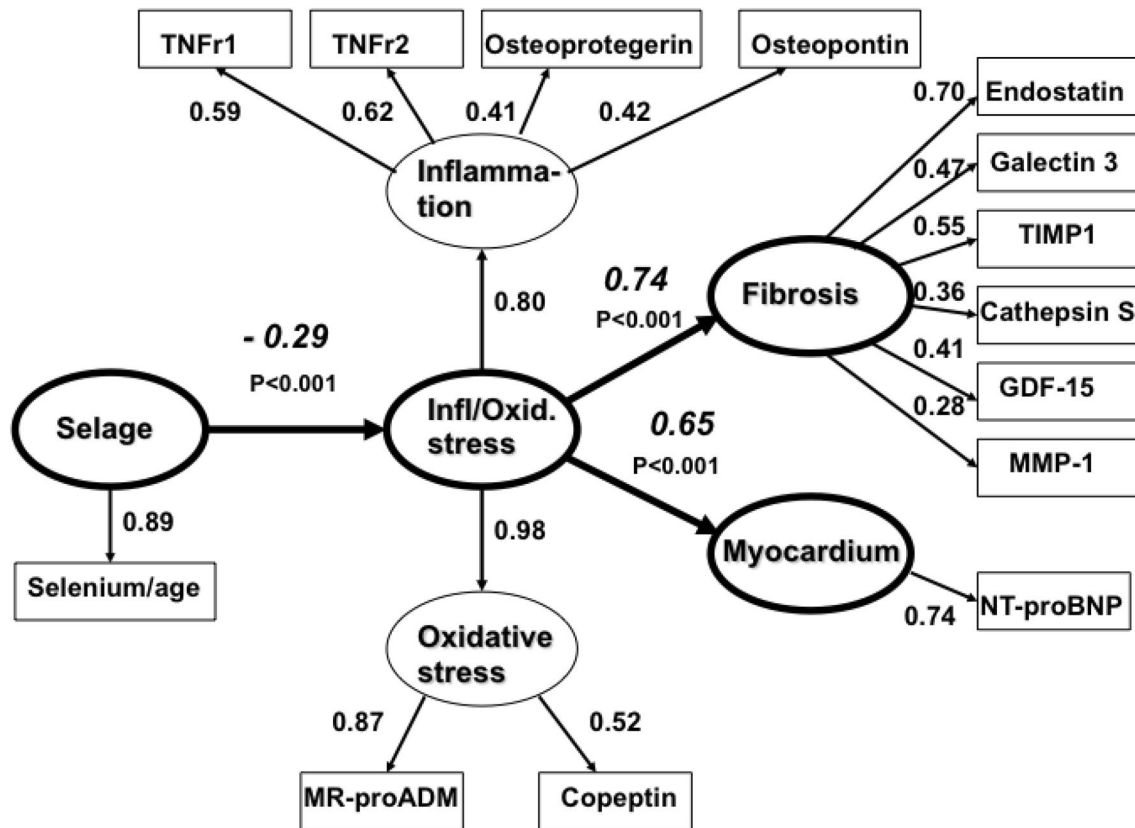 TNFr1
TNFr2
Osteoprotegerin
Osteopontin
0.59
0.62
0.41
0.42
Inflamma-
tion
0.70
Endostatin
0.47
Galectin 3
0.55
TIMP1
0.36
Cathepsin S
0.41
GDF-15
0.28
MMP-1
Fibrosis
0.80
0.74
P<0.001
- 0.29
P<0.001
Selage
Infl/Oxid.
stress
0.65
P<0.001
0.89
Selenium/age
0.98
Myocardium
0.74
NT-proBNP
Oxidative
stress
0.87
0.52
MR-proADM
Copeptin